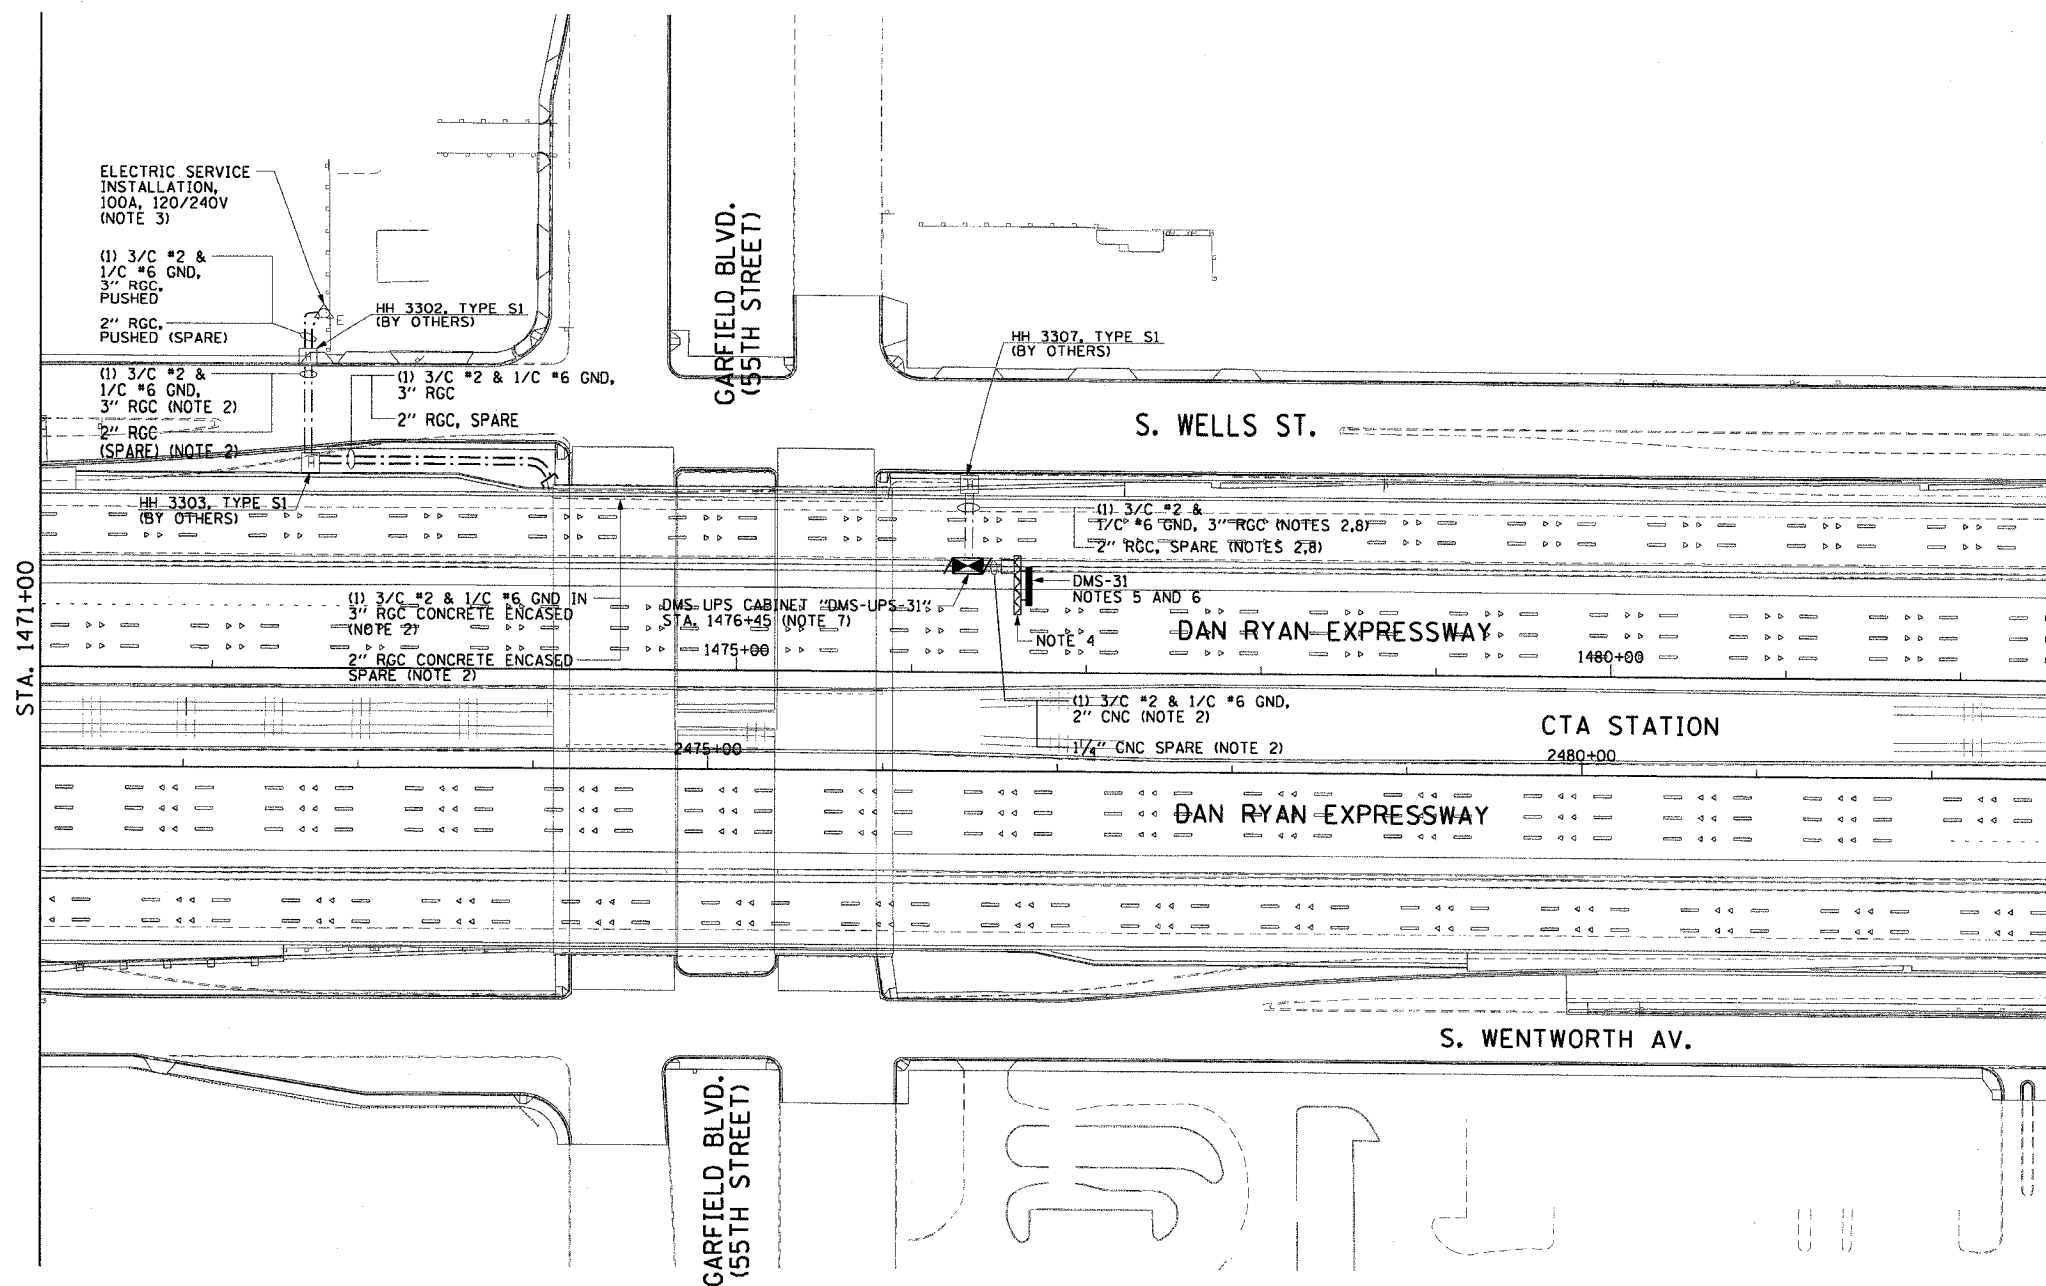 ELECTRIC SERVICE
INSTALLATION,
100A, 120/240V
(NOTE 3)
(1) 3/C #2 &
1/C #6 GND,
3" RGC,
PUSHED
2" RGC,
PUSHED (SPARE)
E
HH 3302, TYPE S1
(BY OTHERS)
(1) 3/C #2 &
1/C #6 GND,
3" RGC (NOTE 2)
2" RGC
(SPARE) (NOTE 2)
(1) 3/C #2 & 1/C #6 GND,
3" RGC
2" RGC, SPARE
H
HH 3303, TYPE S1
(BY OTHERS)
GARFIELD BLVD.
(55TH STREET)
HH 3307, TYPE S1
(BY OTHERS)
S. WELLS ST.
(1) 3/C #2 &
1/C #6 GND, 3" RGC (NOTES 2,8)
2" RGC, SPARE (NOTES 2,8)
STA. 1471+00
(1) 3/C #2 & 1/C #6 GND IN
3" RGC CONCRETE ENCASED
(NOTE 2)
2" RGC CONCRETE ENCASED
SPARE (NOTE 2)
DMS UPS CABINET "DMS-UPS-31"
STA. 1476+45 (NOTE 7)
DMS-31
NOTES 5 AND 6
NOTE 4
DAN RYAN EXPRESSWAY
1475+00
1480+00
(1) 3/C #2 & 1/C #6 GND,
2" CNC (NOTE 2)
1 1/4" CNC SPARE (NOTE 2)
CTA STATION
2475+00
2480+00
DAN RYAN EXPRESSWAY
S. WENTWORTH AV.
GARFIELD BLVD.
(55TH STREET)